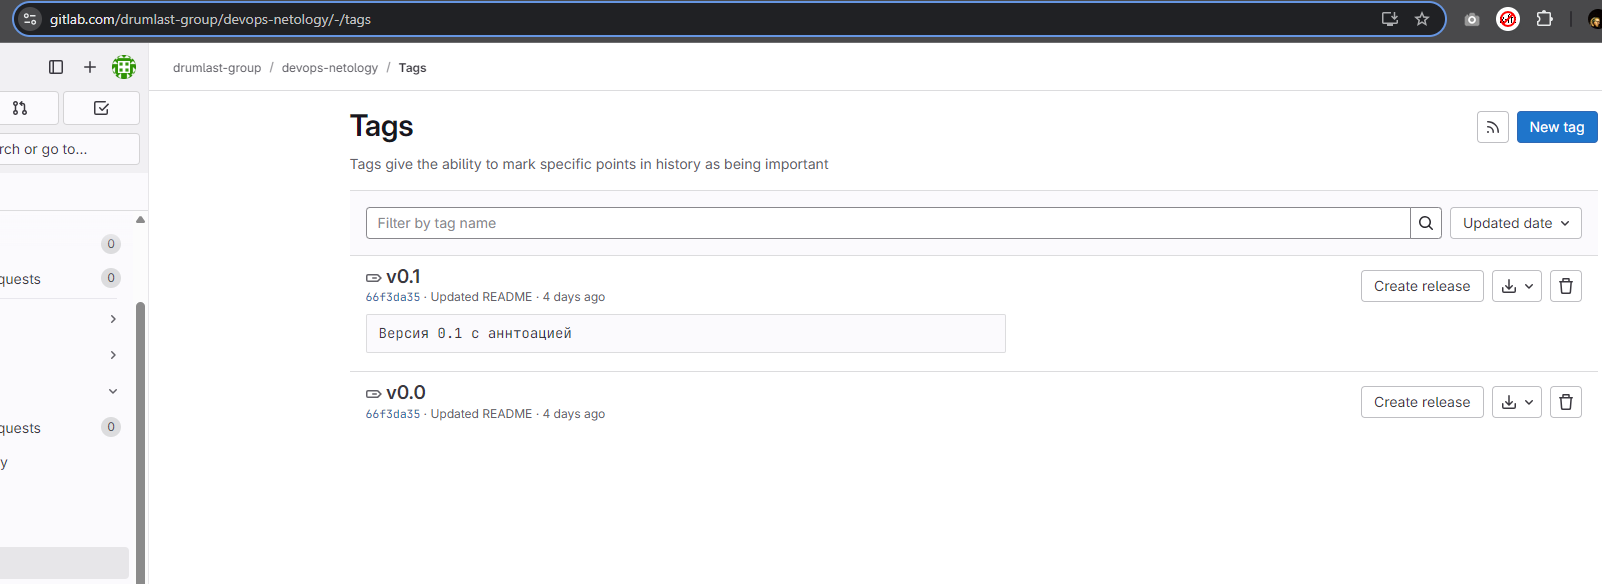 gitlab.com/drumlast-group/devops-netology/-/tags
drumlast-group / devops-netology / Tags
Tags
New tag
Tags give the ability to mark specific points in history as being important
rch or go to...
Filter by tag name
Updated date
0
quests 0
v0.1
66f3da35 · Updated README · 4 days ago
Create release
Версия 0.1 с аннтоацией
v0.0
66f3da35 · Updated README · 4 days ago
Create release
quests 0
y